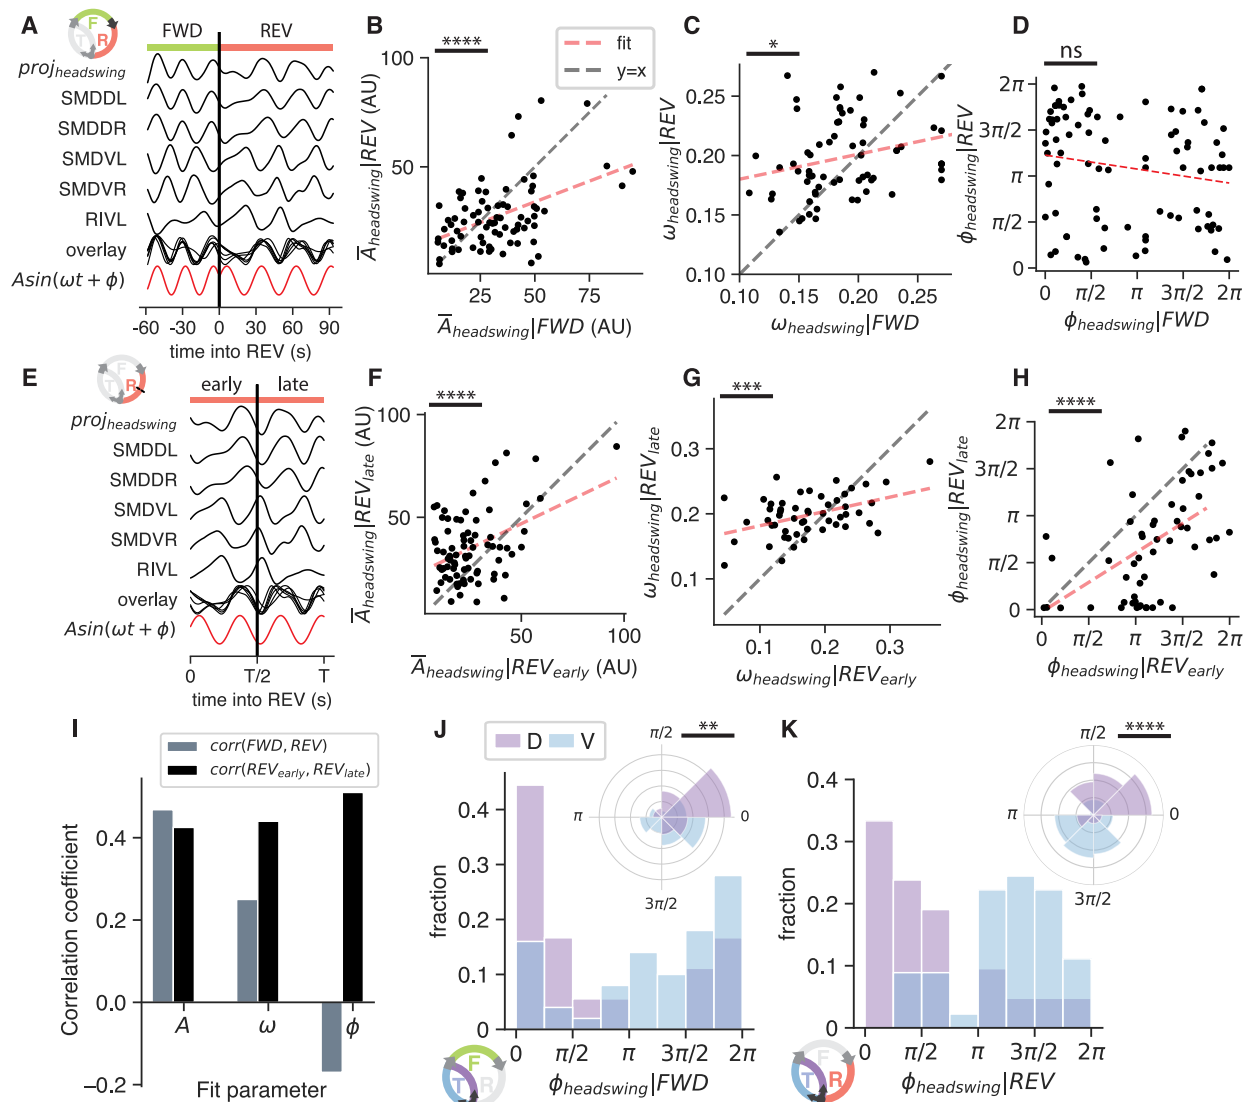 A
F
T
R
FWD
REV
proj_headswing
SMDDL
SMDDR
SMDVL
SMDVR
RIVL
overlay
Asin(ωt + ϕ)
-60 -30 0 30 60 90
time into REV (s)
B
****
fit
y=x
A̅_headswing|REV (AU)
100
50
25 50 75
A̅_headswing|FWD (AU)
C
*
ω_headswing|REV
0.25
0.20
0.15
0.10
0.10 0.15 0.20 0.25
ω_headswing|FWD
D
ns
ϕ_headswing|REV
2π
3π/2
π
π/2
0
0 π/2 π 3π/2 2π
ϕ_headswing|FWD
E
F
T
R
early
late
proj_headswing
SMDDL
SMDDR
SMDVL
SMDVR
RIVL
overlay
Asin(ωt + ϕ)
0 T/2 T
time into REV (s)
F
****
A̅_headswing|REV_late (AU)
100
50
50 100
A̅_headswing|REV_early (AU)
G
***
ω_headswing|REV_late
0.3
0.2
0.1
0.1 0.2 0.3
ω_headswing|REV_early
H
****
ϕ_headswing|REV_late
2π
3π/2
π
π/2
0
0 π/2 π 3π/2 2π
ϕ_headswing|REV_early
I
corr(FWD, REV)
corr(REV_early, REV_late)
Correlation coefficient
0.4
0.2
0.0
−0.2
A ω ϕ
Fit parameter
J
D V
**
π/2
π
0
3π/2
fraction
0.4
0.3
0.2
0.1
0
0 π/2 π 3π/2 2π
ϕ_headswing|FWD
F
T
R
K
****
π/2
π
0
3π/2
fraction
0.4
0.3
0.2
0.1
0
0 π/2 π 3π/2 2π
ϕ_headswing|REV
F
T
R